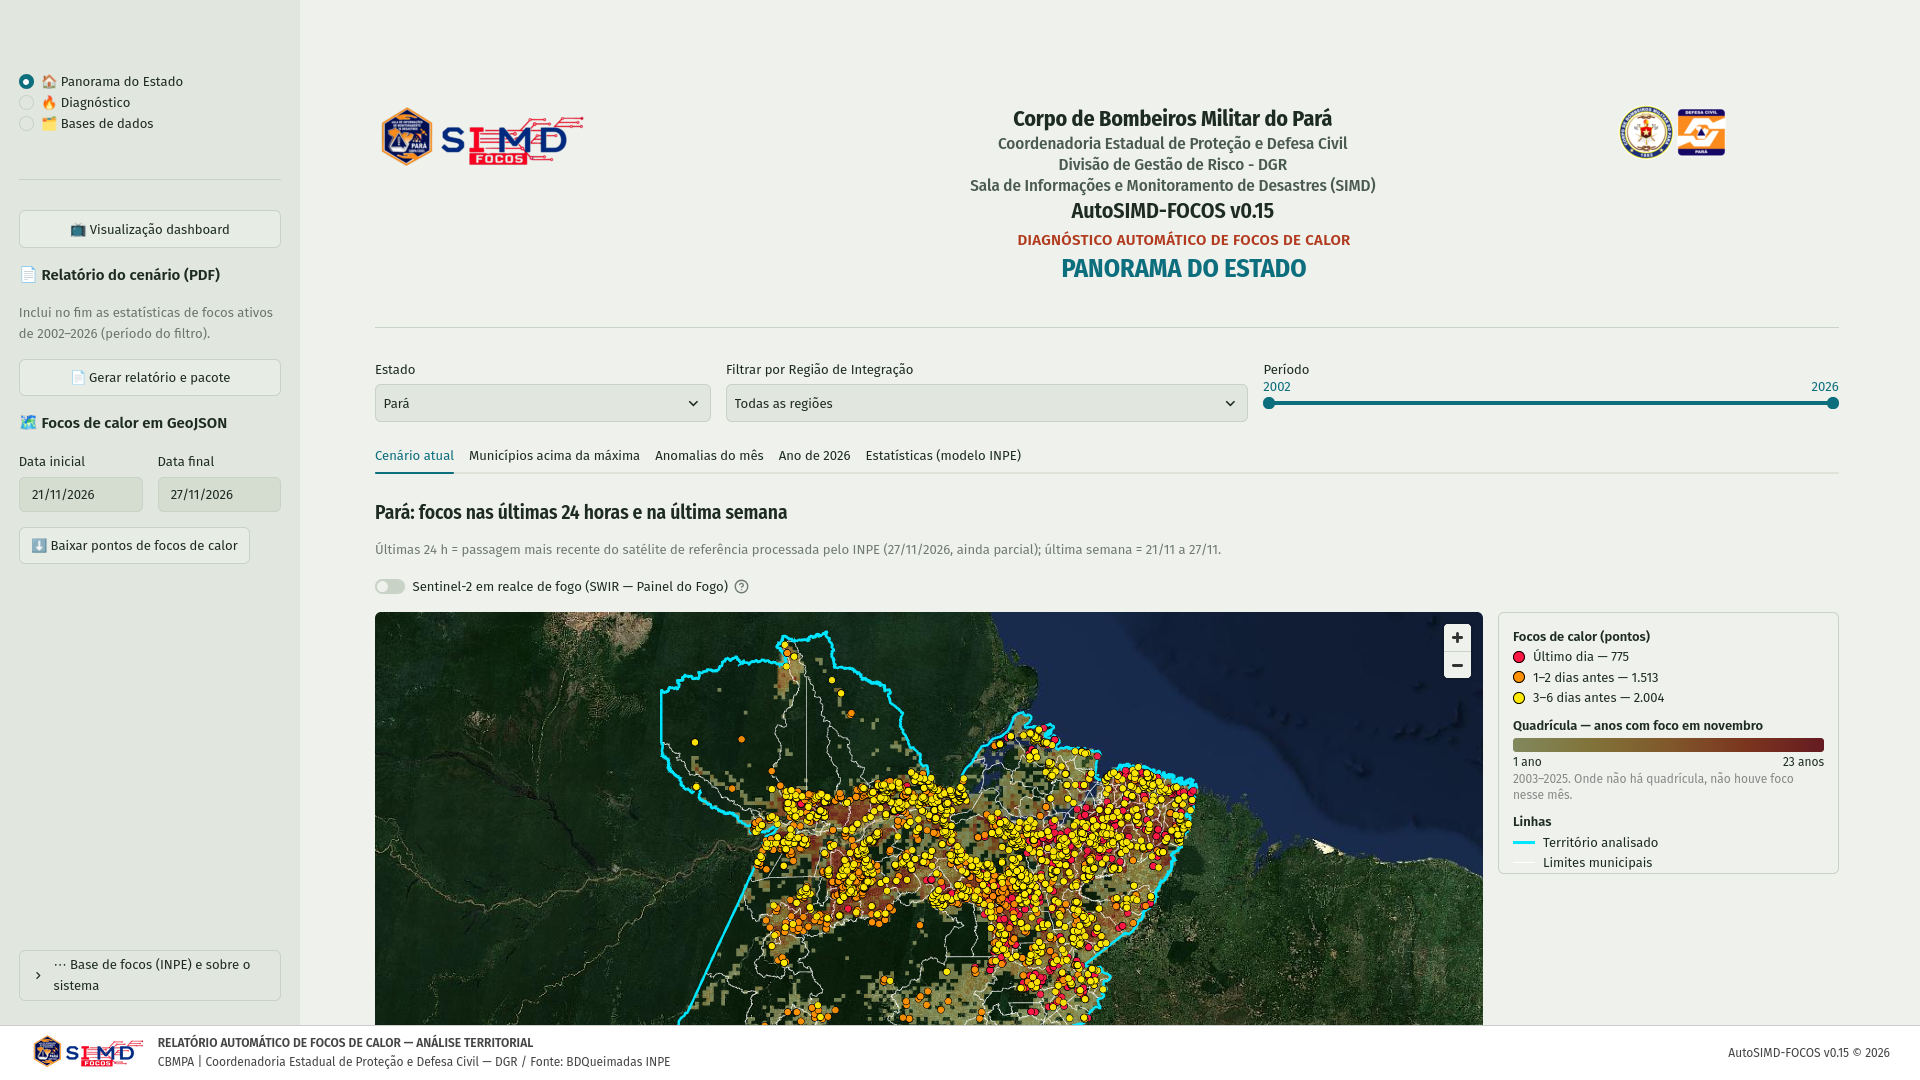 🏠 Panorama do Estado
🔥 Diagnóstico
🗂️ Bases de dados
📺 Visualização dashboard
📄 Relatório do cenário (PDF)
Inclui no fim as estatísticas de focos ativos
de 2002–2026 (período do filtro).
📄 Gerar relatório e pacote
🗺️ Focos de calor em GeoJSON
Data inicial
Data final
21/11/2026
27/11/2026
⬇️ Baixar pontos de focos de calor
··· Base de focos (INPE) e sobre o
sistema
SIMD
FOCOS
Corpo de Bombeiros Militar do Pará
Coordenadoria Estadual de Proteção e Defesa Civil
Divisão de Gestão de Risco - DGR
Sala de Informações e Monitoramento de Desastres (SIMD)
AutoSIMD-FOCOS v0.15
DIAGNÓSTICO AUTOMÁTICO DE FOCOS DE CALOR
PANORAMA DO ESTADO
DEFESA CIVIL
PARÁ
Estado
Filtrar por Região de Integração
Período
2002
2026
Pará
Todas as regiões
Cenário atual
Municípios acima da máxima
Anomalias do mês
Ano de 2026
Estatísticas (modelo INPE)
Pará: focos nas últimas 24 horas e na última semana
Últimas 24 h = passagem mais recente do satélite de referência processada pelo INPE (27/11/2026, ainda parcial); última semana = 21/11 a 27/11.
Sentinel-2 em realce de fogo (SWIR — Painel do Fogo)
+
−
Focos de calor (pontos)
Último dia — 775
1–2 dias antes — 1.513
3–6 dias antes — 2.004
Quadrícula — anos com foco em novembro
1 ano
23 anos
2003–2025. Onde não há quadrícula, não houve foco
nesse mês.
Linhas
Território analisado
Limites municipais
SIMD
FOCOS
RELATÓRIO AUTOMÁTICO DE FOCOS DE CALOR — ANÁLISE TERRITORIAL
CBMPA | Coordenadoria Estadual de Proteção e Defesa Civil — DGR / Fonte: BDQueimadas INPE
AutoSIMD-FOCOS v0.15 © 2026